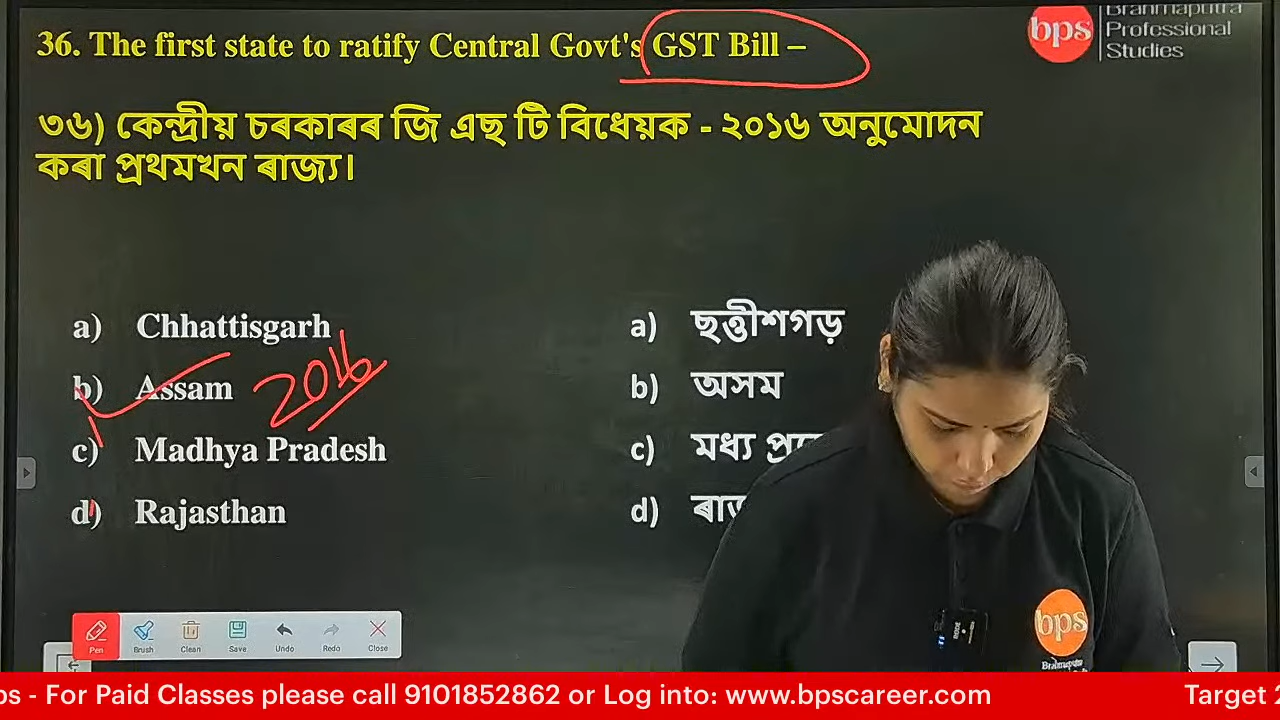 36. The first state to ratify Central Govt's GST Bill –
bps Brahmaputra
Professional
Studies
৩৬) কেন্দ্ৰীয় চৰকাৰৰ জি এছ টি বিধেয়ক - ২০১৬ অনুমোদন
কৰা প্ৰথমখন ৰাজ্য।
a) Chhattisgarh
b) Assam 2016
c) Madhya Pradesh
d) Rajasthan
a) ছত্তীশগড়
b) অসম
c) মধ্য
d)
Pen Brush Clean Save Undo Redo Close
bps
Brahmaputra
ps - For Paid Classes please call 9101852862 or Log into: www.bpscareer.com Target 2